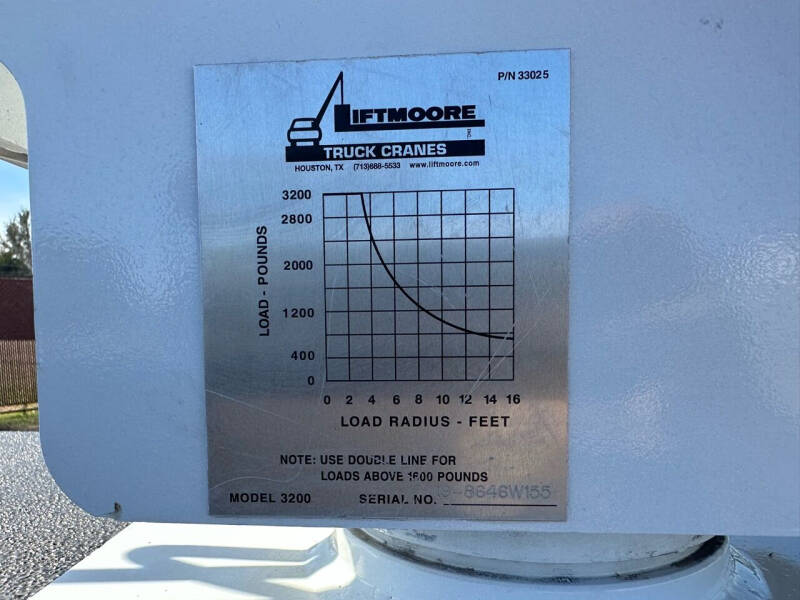 P/N 33025
LIFTMOORE
INC.
TRUCK CRANES
HOUSTON, TX (713)688-5533 www.liftmoore.com
3200
2800
2000
1200
400
0
LOAD - POUNDS
0 2 4 6 8 10 12 14 16
LOAD RADIUS - FEET
NOTE: USE DOUBLE LINE FOR
LOADS ABOVE 1600 POUNDS
MODEL 3200 SERIAL NO.